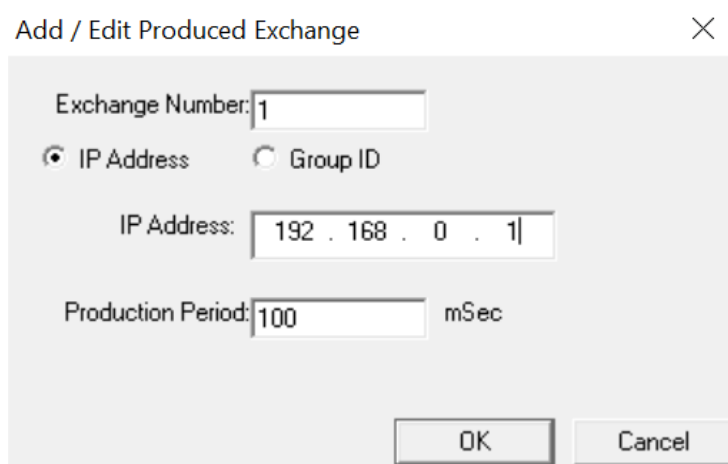 Add / Edit Produced Exchange
Exchange Number: 1
IP Address Group ID
IP Address: 192 . 168 . 0 . 1
Production Period: 100 mSec
OK Cancel